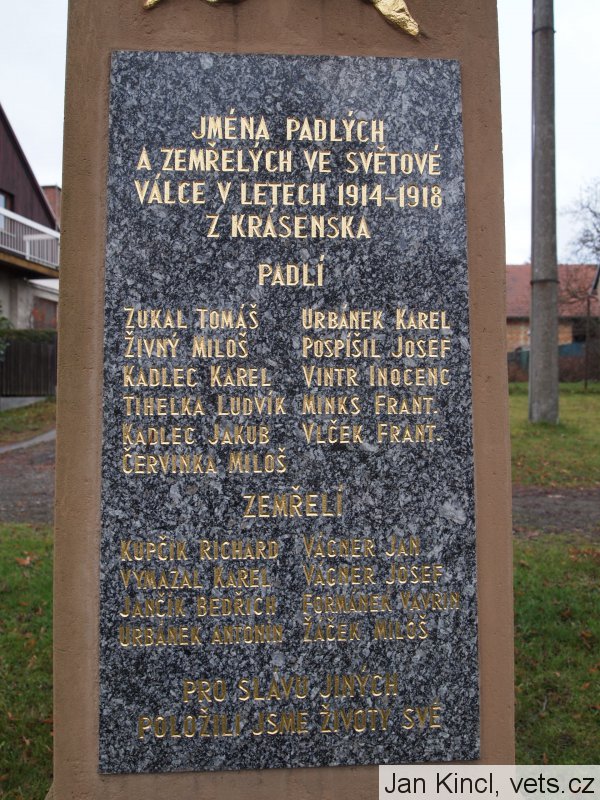 JMÉNA PADLÝCH
A ZEMŘELÝCH VE SVĚTOVÉ
VÁLCE V LETECH 1914-1918
Z KRÁSENSKA
PADLÍ
ZUKAL TOMÁŠ
ŽIVNÝ MILOŠ
KADLEC KAREL
TIHELKA LUDVÍK
KADLEC JAKUB
ČERVINKA MILOŠ
URBÁNEK KAREL
POSPÍŠIL JOSEF
VINTR INOCENC
MINKS FRANT.
VLČEK FRANT.
ZEMŘELÍ
KUPČÍK RICHARD
VYMAZAL KAREL
JANČÍK BEDŘICH
URBÁNEK ANTONÍN
VÁGNER JAN
VÁGNER JOSEF
FORMÁNEK VAVŘIN
ŽÁČEK MILOŠ
PRO SLÁVU JINÝCH
POLOŽILI JSME ŽIVOTY SVÉ
Jan Kincl, vets.cz